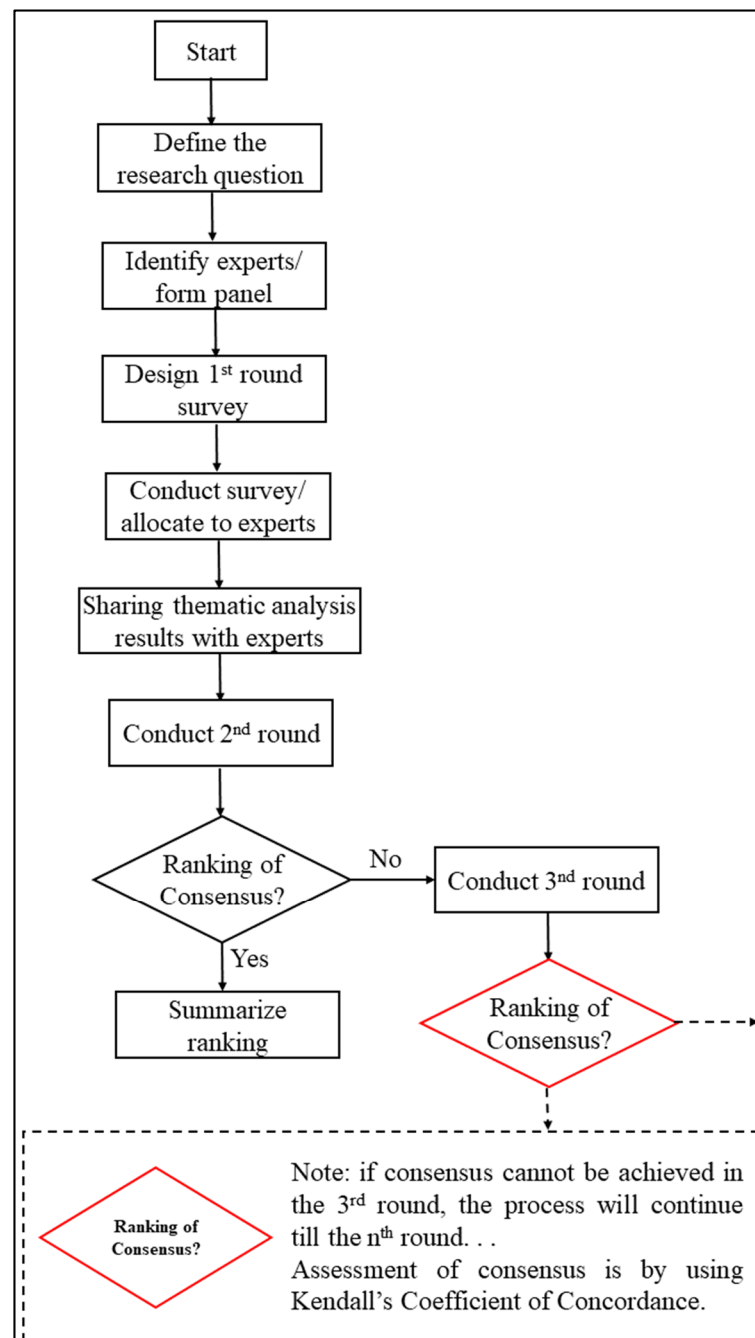 Start
Define the
research question
Identify experts/
form panel
Design 1st round
survey
Conduct survey/
allocate to experts
Sharing thematic analysis
results with experts
Conduct 2nd round
Ranking of
Consensus?
No
Conduct 3nd round
Yes
Summarize
ranking
Ranking of
Consensus?
Ranking of
Consensus?
Note: if consensus cannot be achieved in
the 3rd round, the process will continue
till the nth round. . .
Assessment of consensus is by using
Kendall’s Coefficient of Concordance.